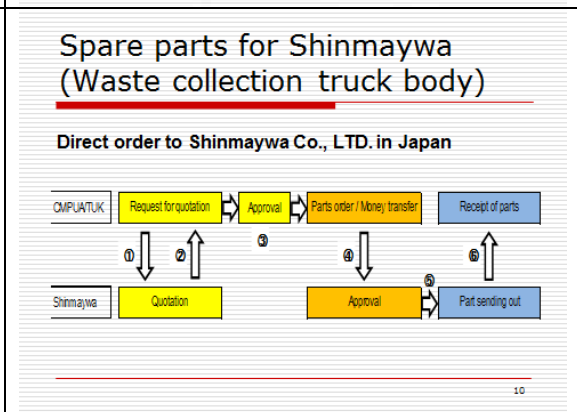 Spare parts for Shinmaywa
(Waste collection truck body)
Direct order to Shinmaywa Co., LTD. in Japan
CMPUA/TUK Request for quotation Approval Parts order / Money transfer Receipt of parts
① ② ③ ④ ⑤ ⑥
Shinmaywa Quotation Approval Part sending out
10